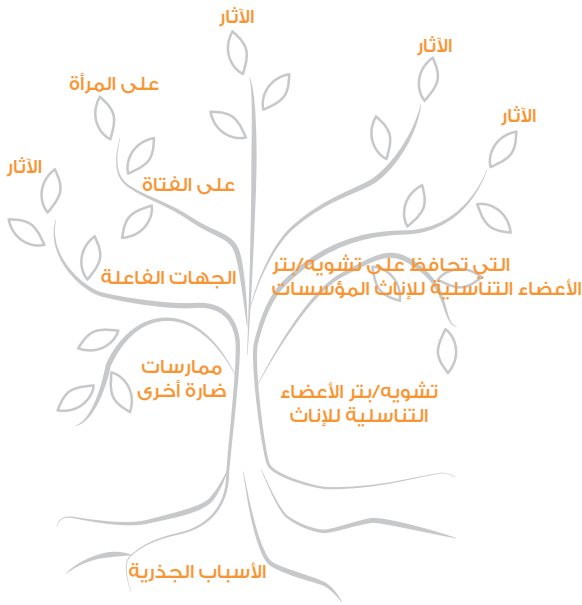 الآثار
الآثار
على المرأة
الآثار
الآثار
على الفتاة
التي تحافظ على تشويه/بتر
الأعضاء التناسلية للإناث المؤسسات
الجهات الفاعلة
تشويه/بتر الأعضاء
التناسلية للإناث
ممارسات
ضارة أخرى
الأسباب الجذرية